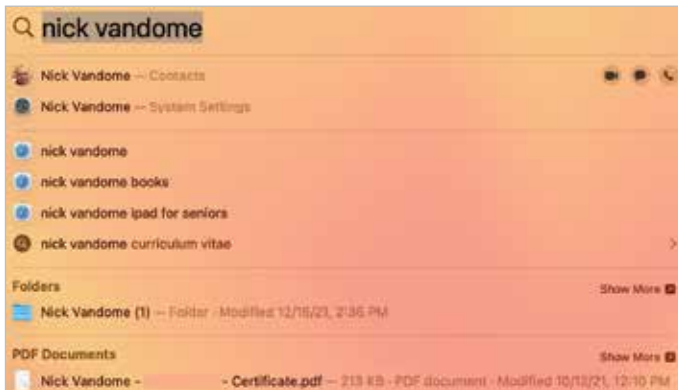 nick vandome
Nick Vandome — Contacts
Nick Vandome — System Settings
nick vandome
nick vandome books
nick vandome ipad for seniors
nick vandome curriculum vitae
Folders Show More
Nick Vandome (1) — Folder · Modified 12/16/21, 2:36 PM
PDF Documents Show More
Nick Vandome - - Certificate.pdf — 213 KB · PDF document · Modified 10/12/21, 12:10 PM